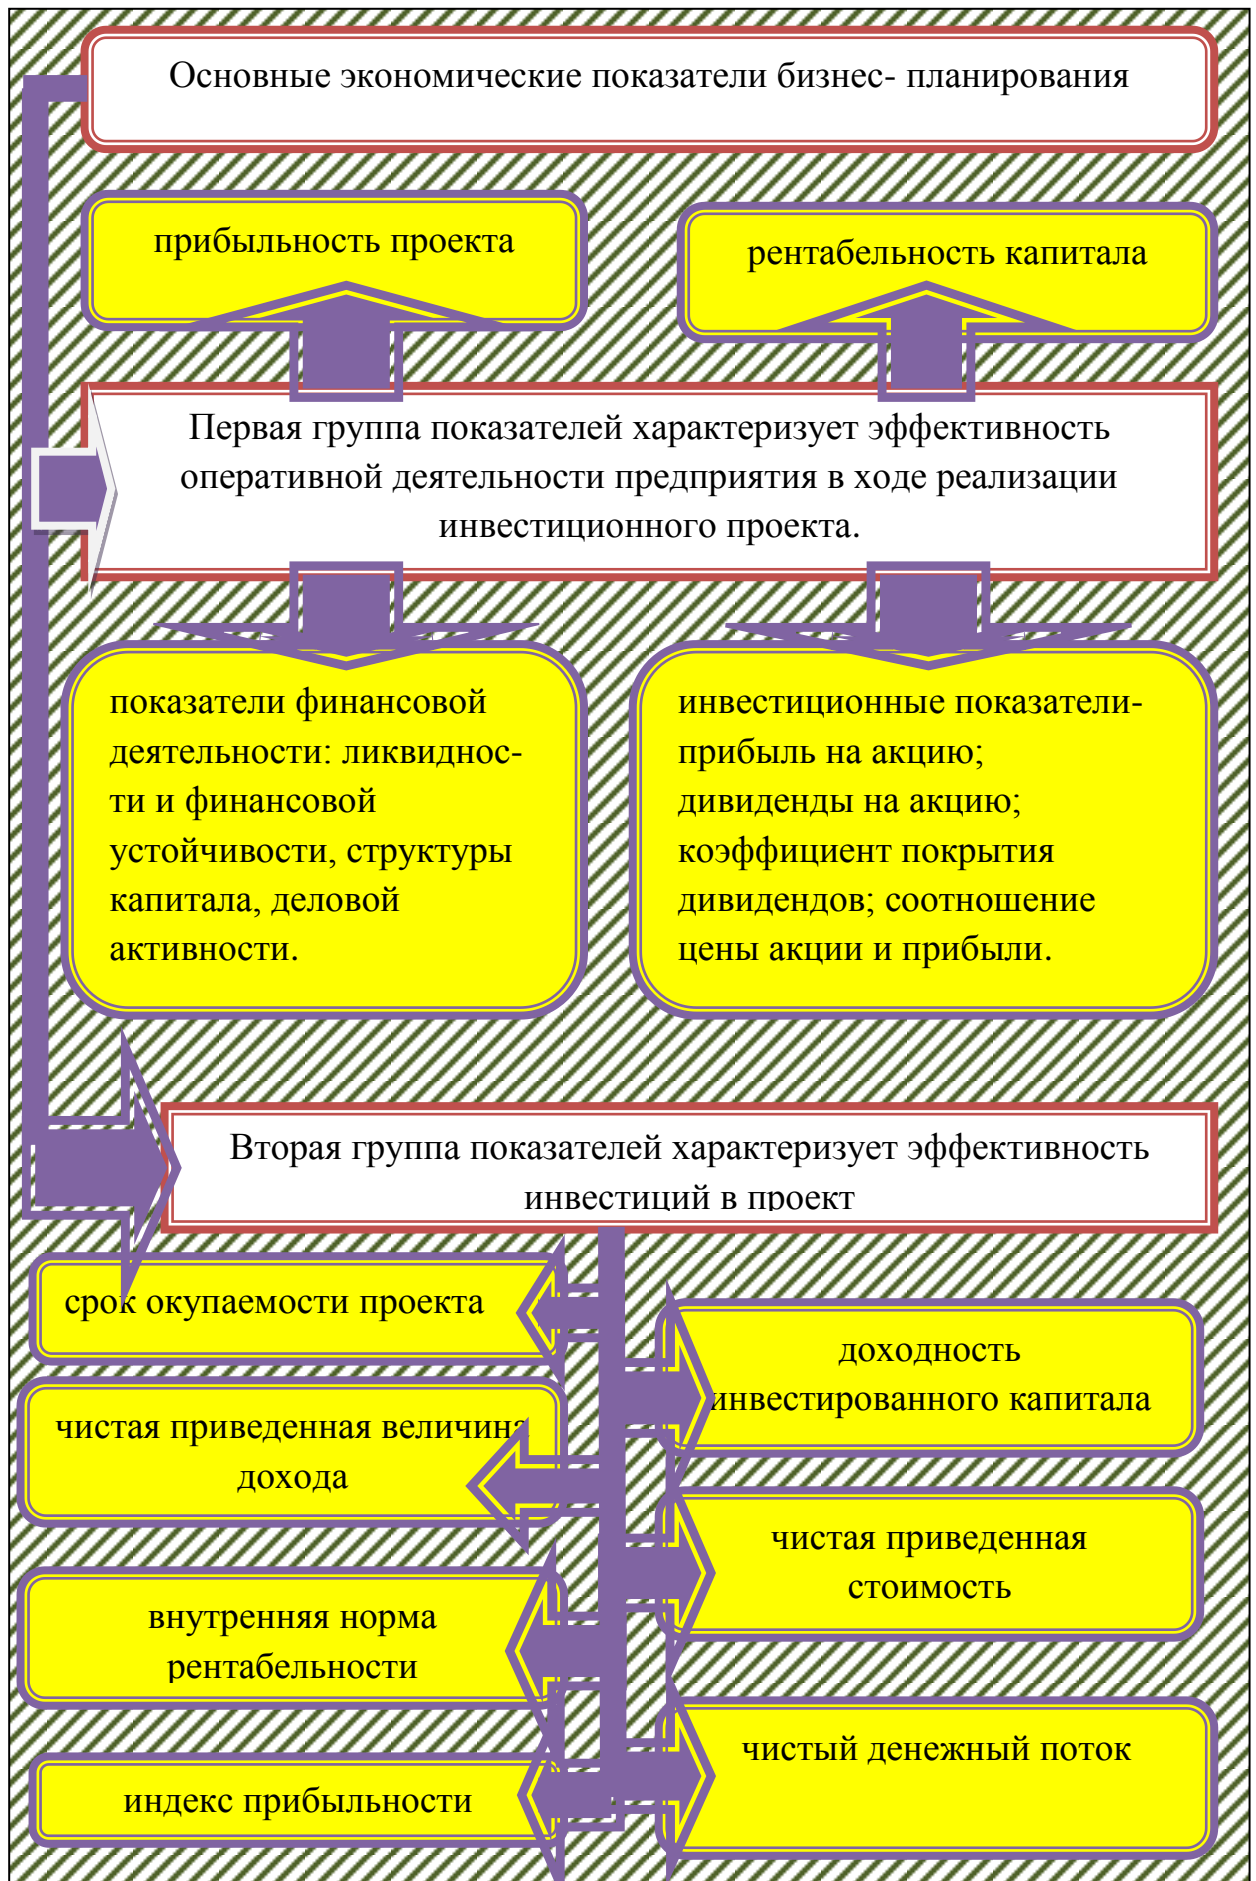 Основные экономические показатели бизнес- планирования
прибыльность проекта
рентабельность капитала
Первая группа показателей характеризует эффективность
оперативной деятельности предприятия в ходе реализации
инвестиционного проекта.
показатели финансовой
деятельности: ликвиднос-
ти и финансовой
устойчивости, структуры
капитала, деловой
активности.
инвестиционные показатели-
прибыль на акцию;
дивиденды на акцию;
коэффициент покрытия
дивидендов; соотношение
цены акции и прибыли.
Вторая группа показателей характеризует эффективность
инвестиций в проект
срок окупаемости проекта
доходность
инвестированного капитала
чистая приведенная величина
дохода
чистая приведенная
стоимость
внутренняя норма
рентабельности
чистый денежный поток
индекс прибыльности